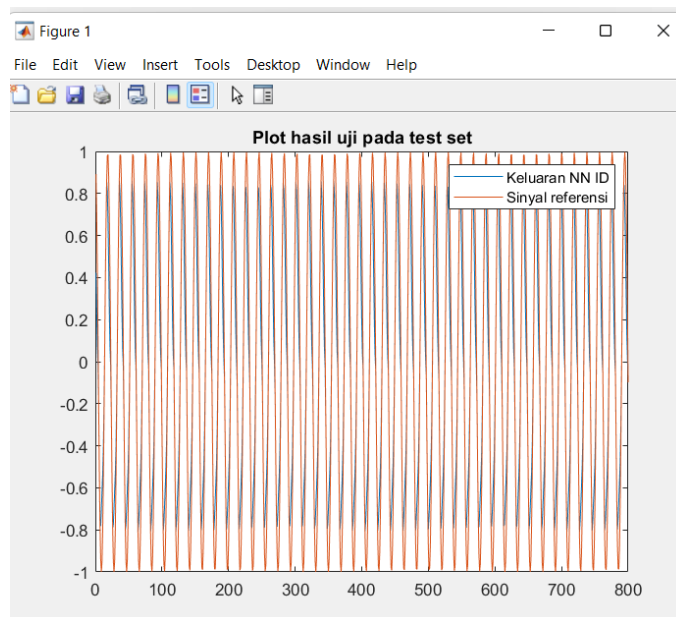 Figure 1
File Edit View Insert Tools Desktop Window Help
Plot hasil uji pada test set
Keluaran NN ID
Sinyal referensi
1
0.8
0.6
0.4
0.2
0
-0.2
-0.4
-0.6
-0.8
-1
0 100 200 300 400 500 600 700 800